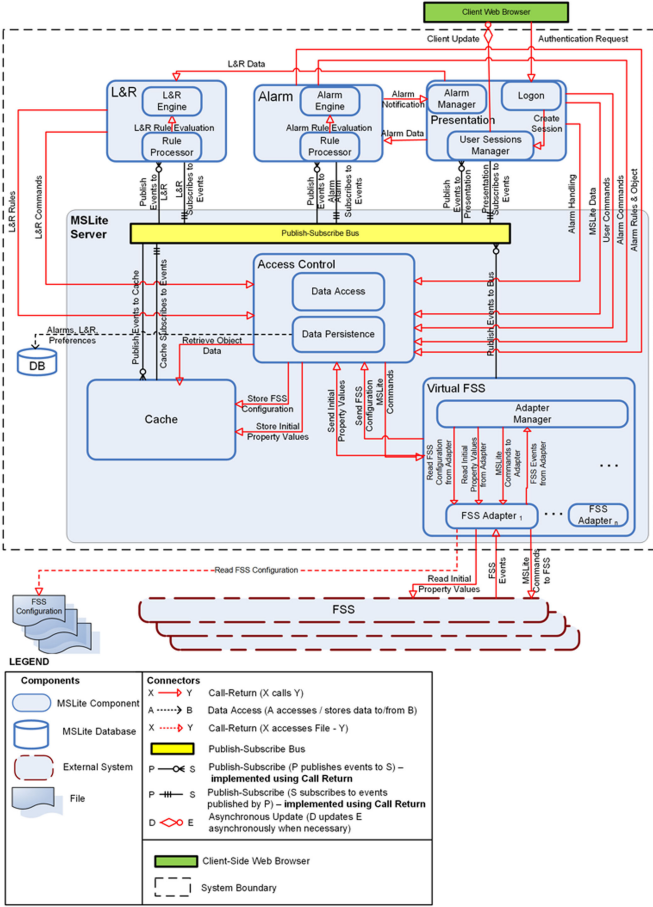 Client Web Browser
Client Update
Authentication Request
L&R Data
L&R
L&R
Engine
L&R Rule Evaluation
Rule
Processor
Alarm
Alarm
Engine
Alarm Rule Evaluation
Rule
Processor
Alarm
Notification
Alarm Data
Alarm
Manager
Presentation
Logon
Create
Session
User Sessions
Manager
L&R Rules
L&R Commands
Publish
Events to
L&R
L&R
Subscribes to
Events
Publish
Events to
Alarm
Alarm
Subscribes to
Events
Publish
Events to
Presentation
Presentation
Subscribes to
Events
Alarm Handling
MSLite Data
User Commands
Alarm Commands
Alarm Rules & Object
MSLite
Server
Publish-Subscribe Bus
Publish Events to Cache
Cache Subscribes to Events
Publish Events to Bus
Access Control
Data Access
Data Persistence
Alarms, L&R,
Preferences
DB
Retrieve Object
Data
Cache
Store FSS
Configuration
Store Initial
Property Values
Send Initial
Property Values
Send FSS
Configuration
MSLite
Commands
Virtual FSS
Adapter
Manager
Read FSS
Configuration
from Adapter
Read Initial
Property Values
from Adapter
MSLite
Commands to
Adapter
FSS Events
from Adapter
. . .
FSS Adapter 1
. . .
FSS
Adapter n
Read FSS Configuration
Read Initial
Property Values
FSS
Events
MSLite
Commands
to FSS
FSS
Configuration
FSS
LEGEND
Components
MSLite Component
MSLite Database
External System
File
Connectors
X Y Call-Return (X calls Y)
A B Data Access (A accesses / stores data to/from B)
X Y Call-Return (X accesses File - Y)
Publish-Subscribe Bus
P S Publish-Subscribe (P publishes events to S) –
implemented using Call Return
P S Publish-Subscribe (S subscribes to events
published by P) – implemented using Call Return
D E Asynchronous Update (D updates E
asynchronously when necessary)
Client-Side Web Browser
System Boundary